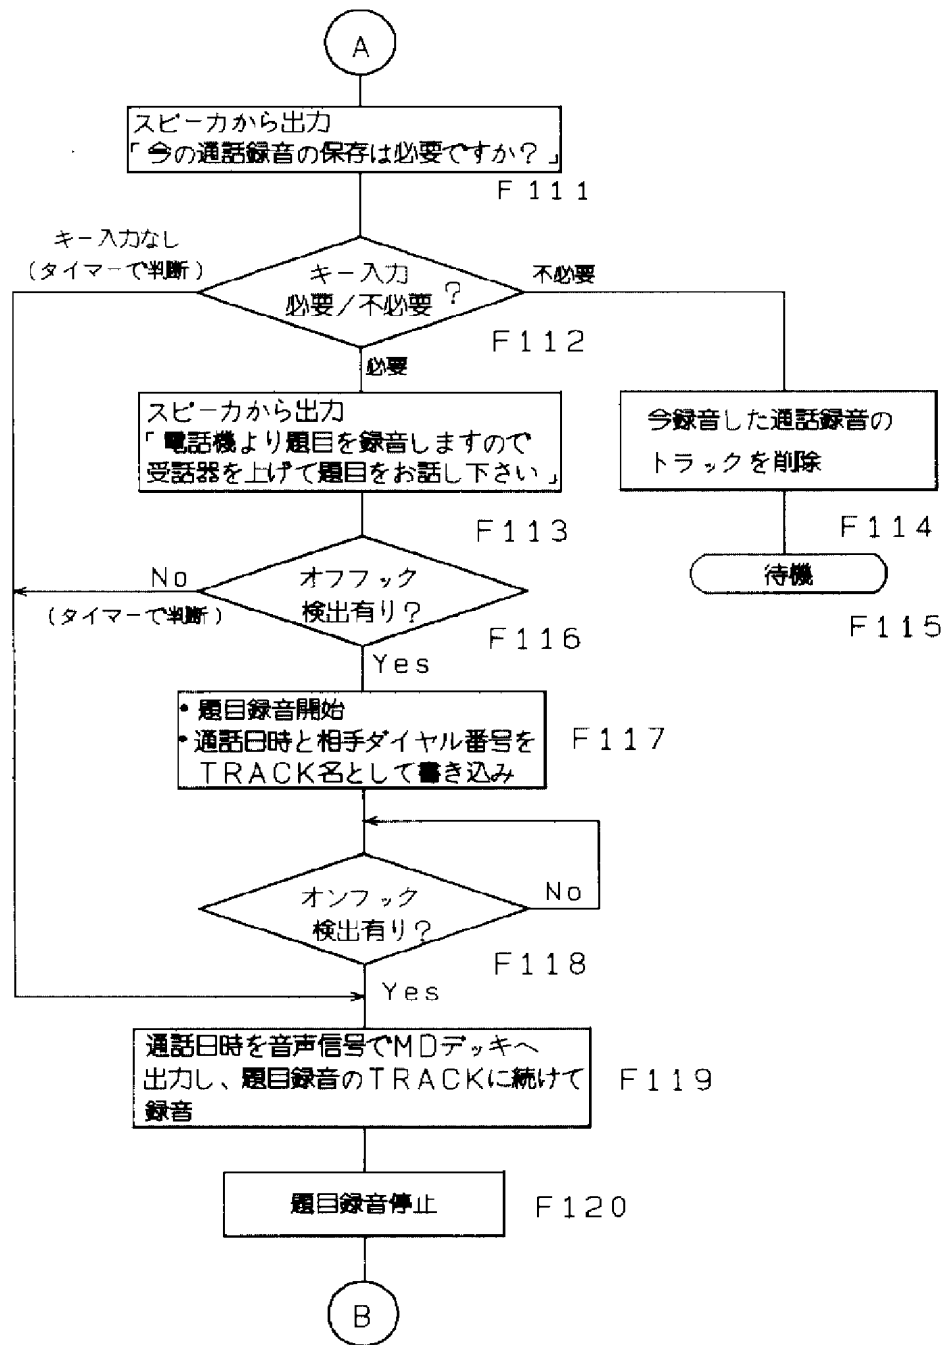 A
スピーカから出力
「今の通話録音の保存は必要ですか?」
F111
キー入力なし
(タイマーで判断)
キー入力
必要/不必要?
不必要
F112
必要
スピーカから出力
「電話機より題目を録音しますので
受話器を上げて題目をお話し下さい」
F113
今録音した通話録音の
トラックを削除
F114
待機
F115
No
(タイマーで判断)
オフフック
検出有り?
F116
Yes
・題目録音開始
・通話日時と相手ダイヤル番号を
TRACK名として書き込み
F117
オンフック
検出有り?
No
F118
Yes
通話日時を音声信号でMDデッキへ
出力し、題目録音のTRACKに続けて
録音
F119
題目録音停止
F120
B